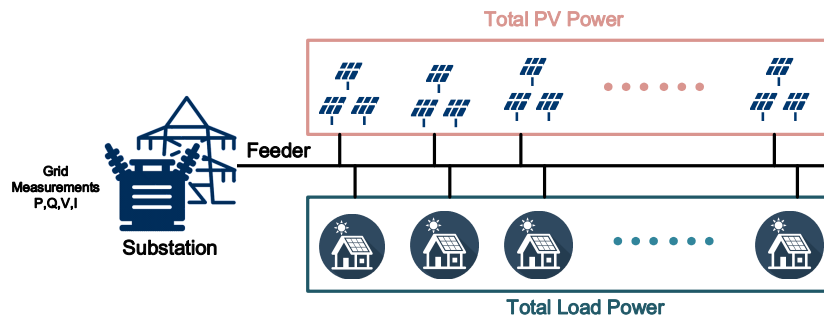 Total PV Power
Feeder
Grid
Measurements
P,Q,V,I
Substation
Total Load Power